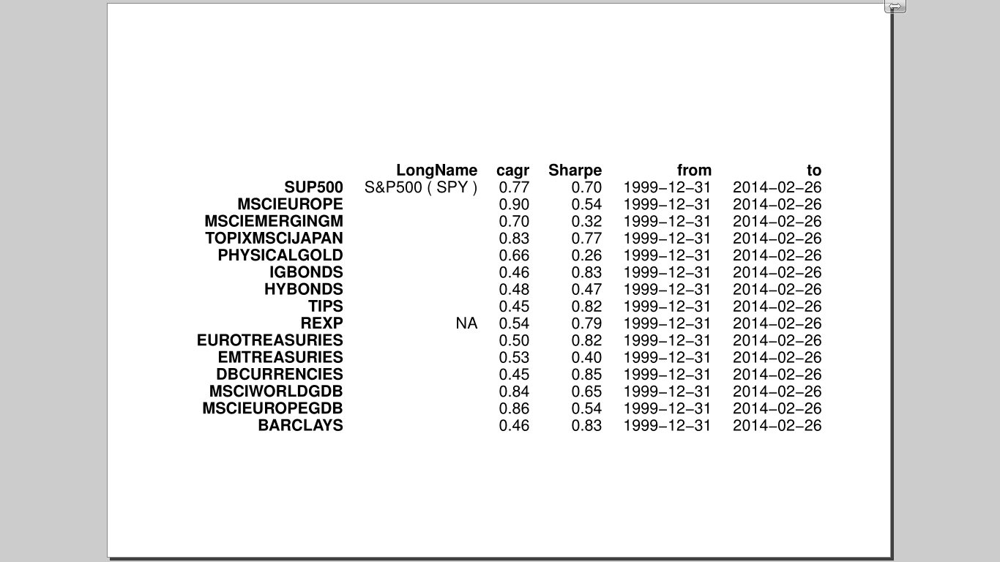 LongName cagr Sharpe from to
SUP500 S&P500 ( SPY ) 0.77 0.70 1999−12−31 2014−02−26
MSCIEUROPE 0.90 0.54 1999−12−31 2014−02−26
MSCIEMERGINGM 0.70 0.32 1999−12−31 2014−02−26
TOPIXMSCIJAPAN 0.83 0.77 1999−12−31 2014−02−26
PHYSICALGOLD 0.66 0.26 1999−12−31 2014−02−26
IGBONDS 0.46 0.83 1999−12−31 2014−02−26
HYBONDS 0.48 0.47 1999−12−31 2014−02−26
TIPS 0.45 0.82 1999−12−31 2014−02−26
REXP NA 0.54 0.79 1999−12−31 2014−02−26
EUROTREASURIES 0.50 0.82 1999−12−31 2014−02−26
EMTREASURIES 0.53 0.40 1999−12−31 2014−02−26
DBCURRENCIES 0.45 0.85 1999−12−31 2014−02−26
MSCIWORLDGDB 0.84 0.65 1999−12−31 2014−02−26
MSCIEUROPEGDB 0.86 0.54 1999−12−31 2014−02−26
BARCLAYS 0.46 0.83 1999−12−31 2014−02−26